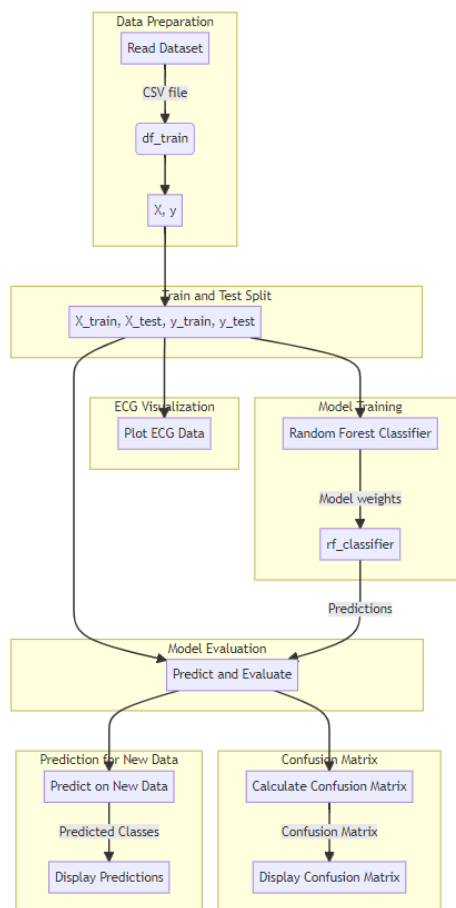 Data Preparation
Read Dataset
CSV file
df_train
X, y
Train and Test Split
X_train, X_test, y_train, y_test
ECG Visualization
Plot ECG Data
Model Training
Random Forest Classifier
Model weights
rf_classifier
Predictions
Model Evaluation
Predict and Evaluate
Prediction for New Data
Predict on New Data
Predicted Classes
Display Predictions
Confusion Matrix
Calculate Confusion Matrix
Confusion Matrix
Display Confusion Matrix